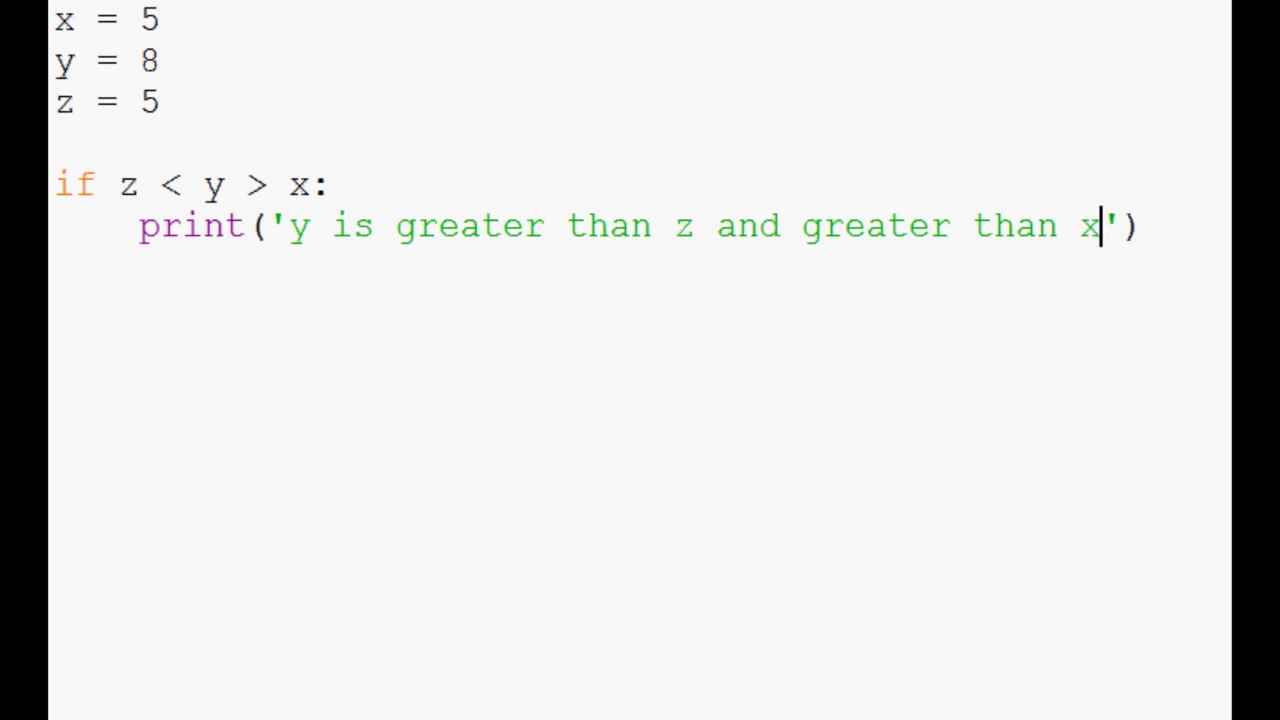 x = 5
y = 8
z = 5
if z < y > x:
    print('y is greater than z and greater than x')